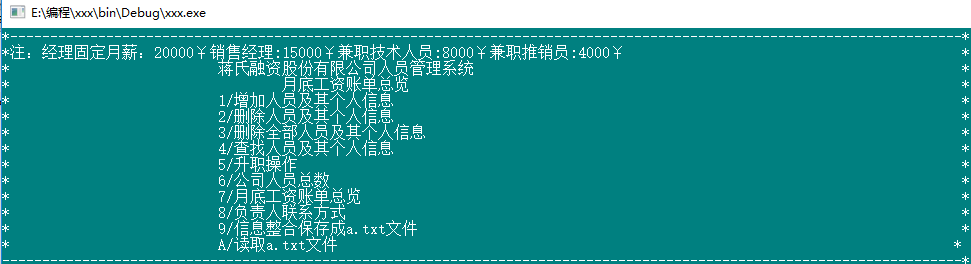 E:\编程\xxx\bin\Debug\xxx.exe
*-----------------------------------------------------------------------------------------------------------------------*
*注：经理固定月薪：20000￥销售经理:15000￥兼职技术人员:8000￥兼职推销员:4000￥ *
* 蒋氏融资股份有限公司人员管理系统 *
* 月底工资账单总览 *
* 1/增加人员及其个人信息 *
* 2/删除人员及其个人信息 *
* 3/删除全部人员及其个人信息 *
* 4/查找人员及其个人信息 *
* 5/升职操作 *
* 6/公司人员总数 *
* 7/月底工资账单总览 *
* 8/负责人联系方式 *
* 9/信息整合保存成a.txt文件 *
* A/读取a.txt文件 *
*-----------------------------------------------------------------------------------------------------------------------*